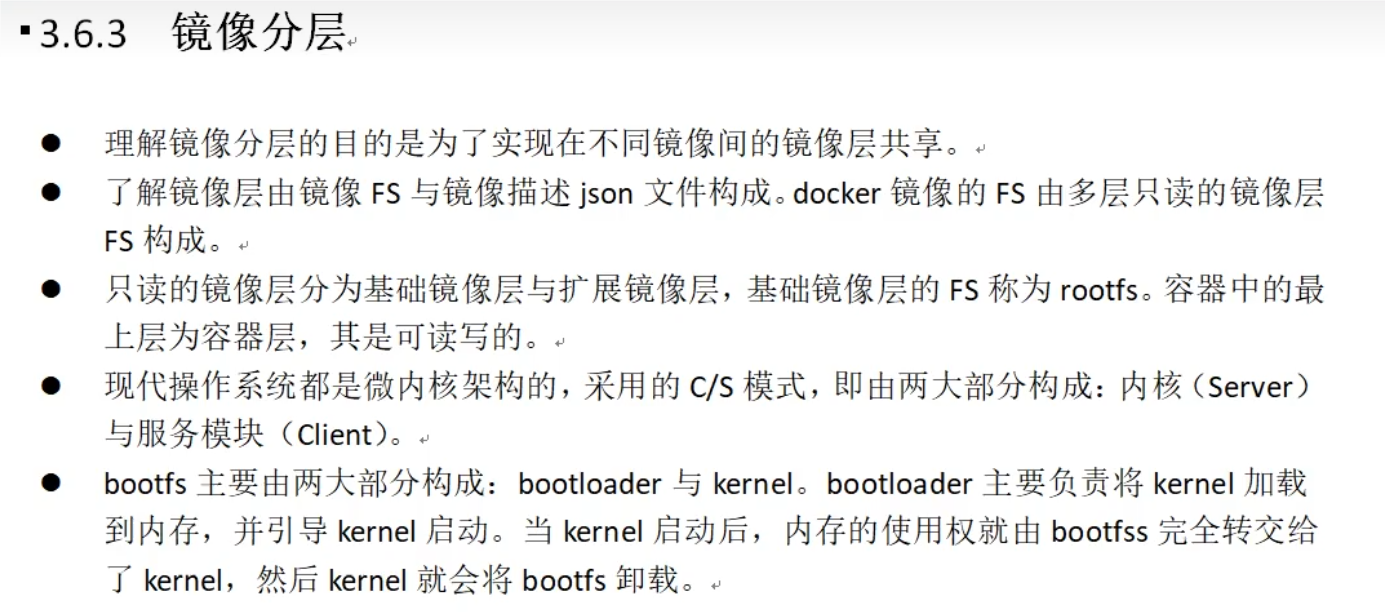 ▪3.6.3 镜像分层
● 理解镜像分层的目的是为了实现在不同镜像间的镜像层共享。
● 了解镜像层由镜像 FS 与镜像描述 json 文件构成。docker 镜像的 FS 由多层只读的镜像层
FS 构成。
● 只读的镜像层分为基础镜像层与扩展镜像层，基础镜像层的 FS 称为 rootfs。容器中的最
上层为容器层，其是可读写的。
● 现代操作系统都是微内核架构的，采用的 C/S 模式，即由两大部分构成：内核（Server）
与服务模块（Client）。
● bootfs 主要由两大部分构成：bootloader 与 kernel。bootloader 主要负责将 kernel 加载
到内存，并引导 kernel 启动。当 kernel 启动后，内存的使用权就由 bootfss 完全转交给
了 kernel，然后 kernel 就会将 bootfs 卸载。